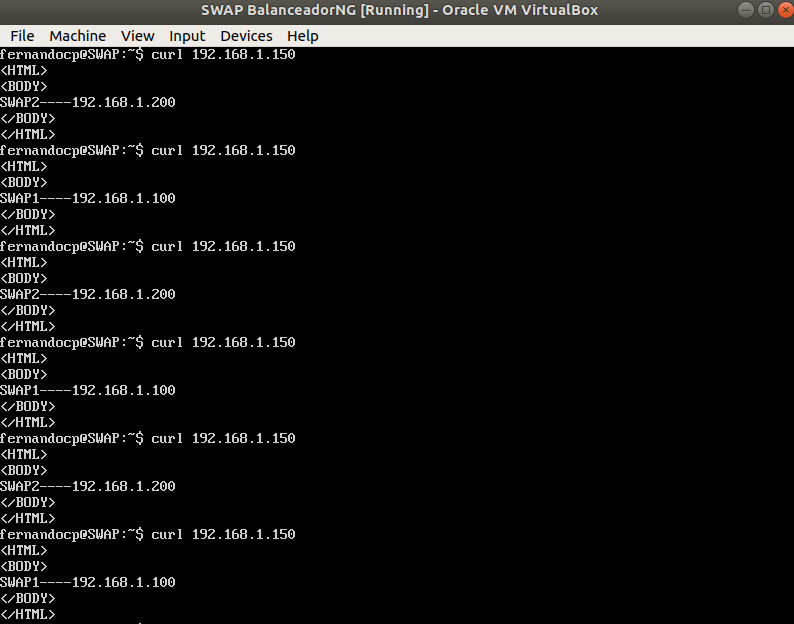 SWAP BalanceadorNG [Running] - Oracle VM VirtualBox
File Machine View Input Devices Help
fernandocp@SWAP:~$ curl 192.168.1.150
<HTML>
<BODY>
SWAP2----192.168.1.200
</BODY>
</HTML>
fernandocp@SWAP:~$ curl 192.168.1.150
<HTML>
<BODY>
SWAP1----192.168.1.100
</BODY>
</HTML>
fernandocp@SWAP:~$ curl 192.168.1.150
<HTML>
<BODY>
SWAP2----192.168.1.200
</BODY>
</HTML>
fernandocp@SWAP:~$ curl 192.168.1.150
<HTML>
<BODY>
SWAP1----192.168.1.100
</BODY>
</HTML>
fernandocp@SWAP:~$ curl 192.168.1.150
<HTML>
<BODY>
SWAP2----192.168.1.200
</BODY>
</HTML>
fernandocp@SWAP:~$ curl 192.168.1.150
<HTML>
<BODY>
SWAP1----192.168.1.100
</BODY>
</HTML>